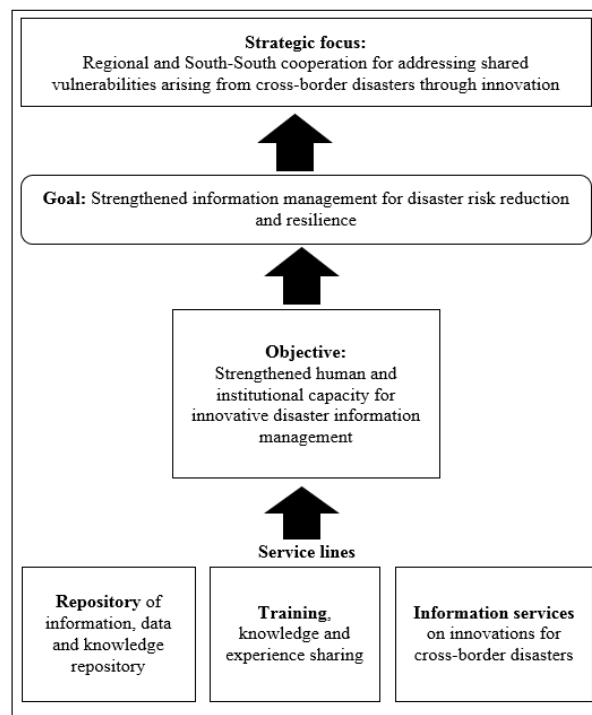 Strategic focus:
Regional and South-South cooperation for addressing shared
vulnerabilities arising from cross-border disasters through innovation
Goal: Strengthened information management for disaster risk reduction
and resilience
Objective:
Strengthened human and
institutional capacity for
innovative disaster information
management
Service lines
Repository of
information, data
and knowledge
repository
Training,
knowledge and
experience sharing
Information services
on innovations for
cross-border disasters